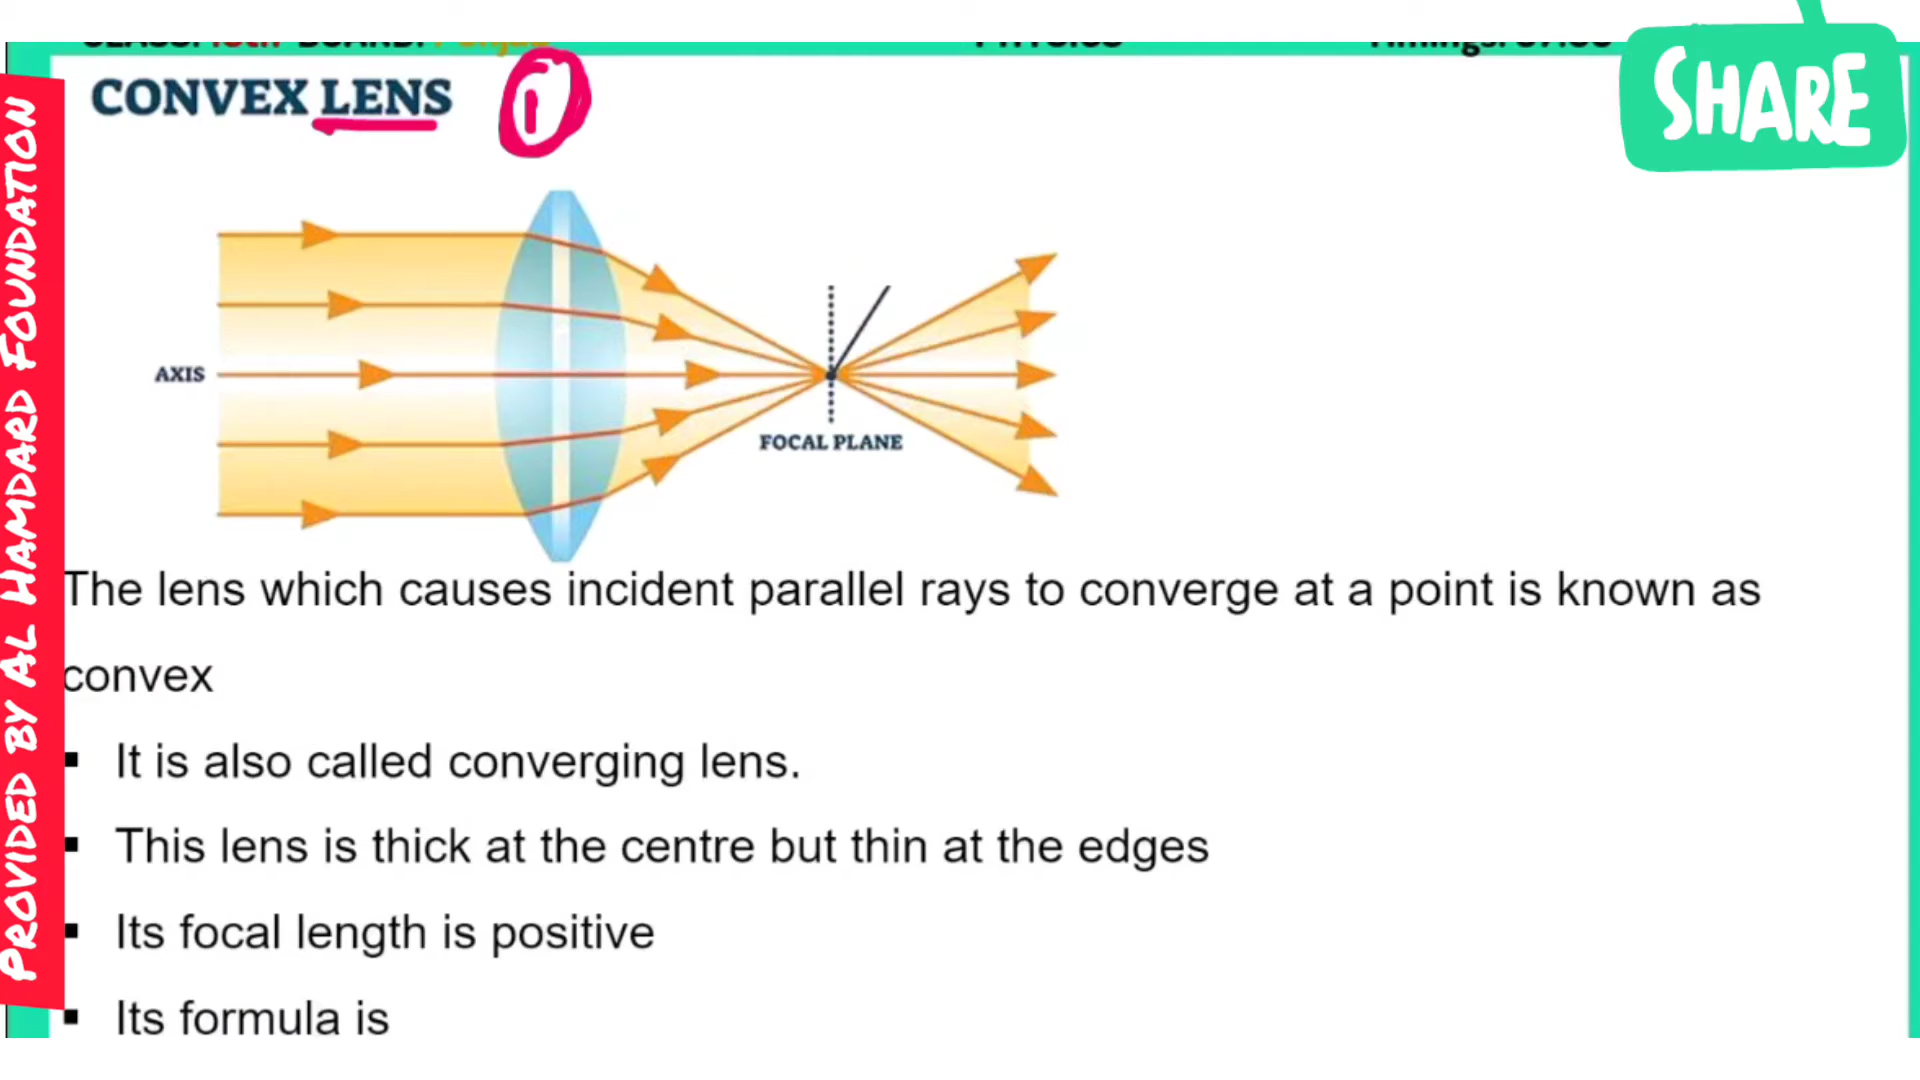 CONVEX LENS
SHARE
PROVIDED BY AL HAMDARD FOUNDATION
AXIS
FOCAL PLANE
The lens which causes incident parallel rays to converge at a point is known as
convex
▪ It is also called converging lens.
▪ This lens is thick at the centre but thin at the edges
▪ Its focal length is positive
▪ Its formula is